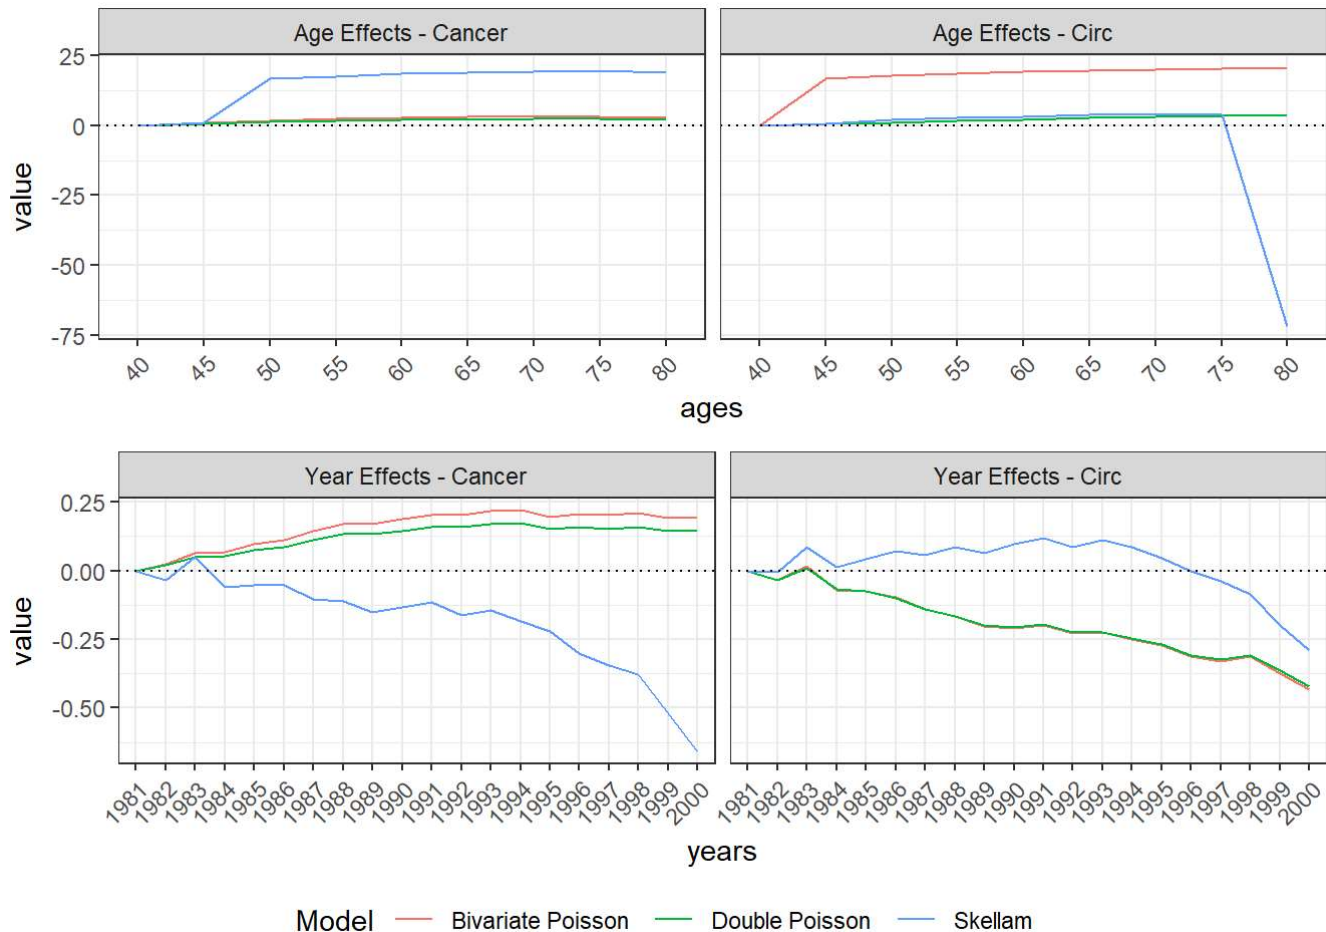 Age Effects - Cancer
Age Effects - Circ
25
0
-25
-50
-75
value
40 45 50 55 60 65 70 75 80
40 45 50 55 60 65 70 75 80
ages
Year Effects - Cancer
Year Effects - Circ
0.25
0.00
-0.25
-0.50
value
1981 1982 1983 1984 1985 1986 1987 1988 1989 1990 1991 1992 1993 1994 1995 1996 1997 1998 1999 2000
1981 1982 1983 1984 1985 1986 1987 1988 1989 1990 1991 1992 1993 1994 1995 1996 1997 1998 1999 2000
years
Model Bivariate Poisson Double Poisson Skellam